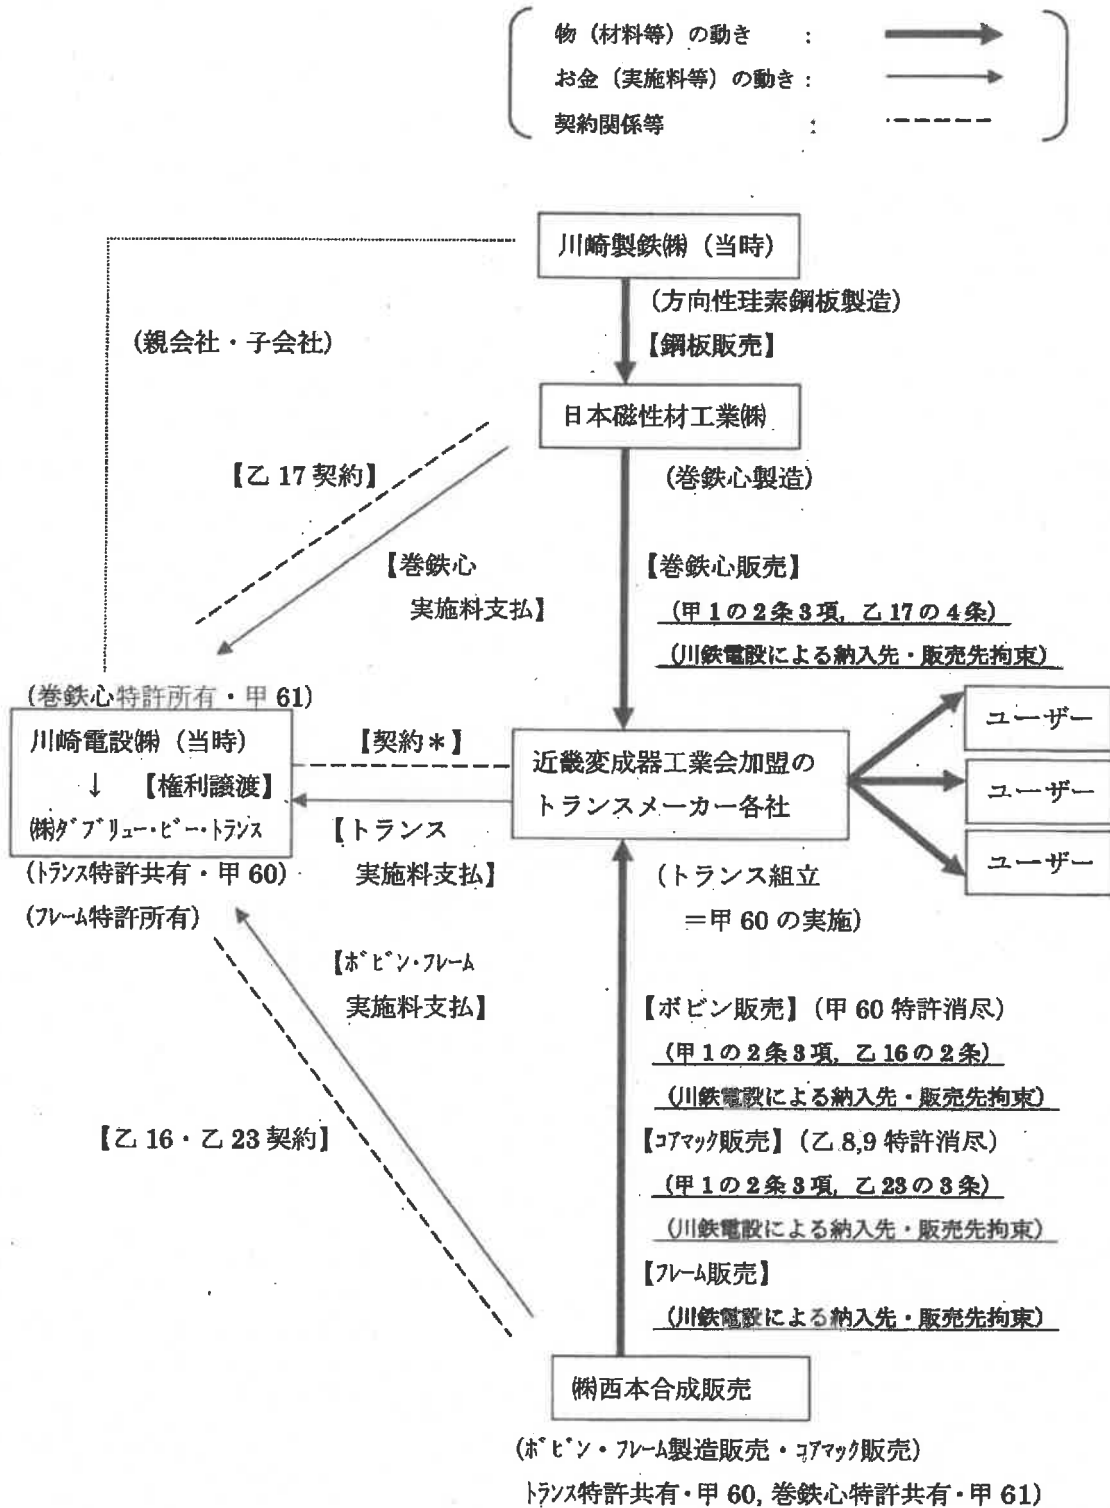 物（材料等）の動き　：
お金（実施料等）の動き：
契約関係等　：
川崎製鉄㈱（当時）
(方向性珪素鋼板製造)
(親会社・子会社)
【鋼板販売】
日本磁性材工業㈱
【乙17契約】
(巻鉄心製造)
【巻鉄心
実施料支払】
【巻鉄心販売】
(甲1の2条3項，乙17の4条)
(川鉄電設による納入先・販売先拘束)
(巻鉄心特許所有・甲61)
川崎電設㈱（当時）
↓【権利譲渡】
㈱ﾀﾞﾌﾞﾘｭｰ・ﾋﾞｰ・ﾄﾗﾝｽ
(ﾄﾗﾝｽ特許共有・甲60)
(ﾌﾚｰﾑ特許所有)
【契約＊】
【トランス
実施料支払】
近畿変成器工業会加盟の
トランスメーカー各社
ユーザー
ユーザー
ユーザー
(トランス組立
＝甲60の実施)
【ﾎﾞﾋﾞﾝ・ﾌﾚｰﾑ
実施料支払】
【ボビン販売】(甲60特許消尽)
(甲1の2条3項，乙16の2条)
(川鉄電設による納入先・販売先拘束)
【乙16・乙23契約】
【ｺｱﾏｯｸ販売】(乙8,9特許消尽)
(甲1の2条3項，乙23の3条)
(川鉄電設による納入先・販売先拘束)
【ﾌﾚｰﾑ販売】
(川鉄電設による納入先・販売先拘束)
㈱西本合成販売
(ﾎﾞﾋﾞﾝ・ﾌﾚｰﾑ製造販売・ｺｱﾏｯｸ販売)
ﾄﾗﾝｽ特許共有・甲60,巻鉄心特許共有・甲61)